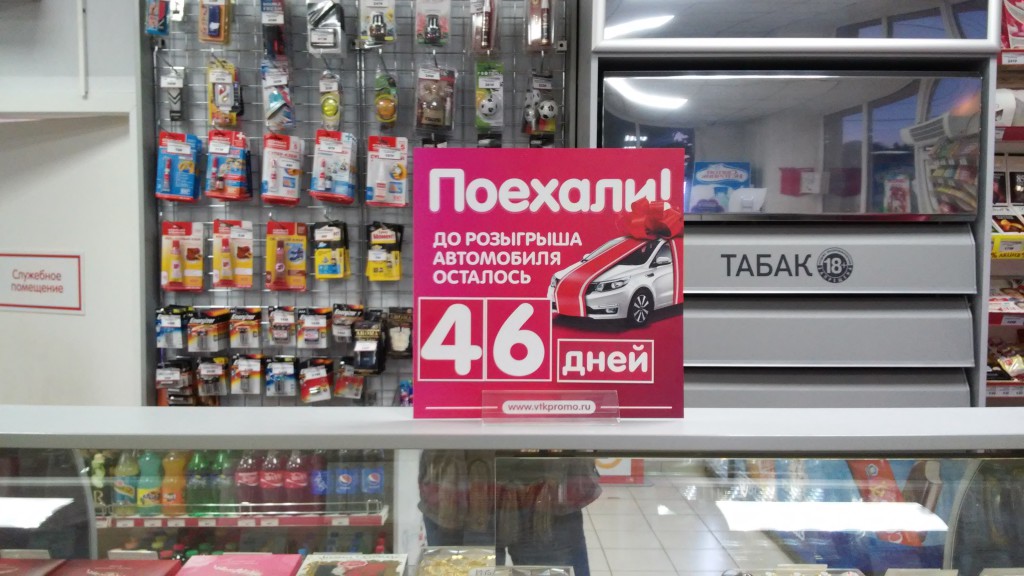 Поехали!
ДО РОЗЫГРЫША
АВТОМОБИЛЯ
ОСТАЛОСЬ
46
дней
www.vtkpromo.ru
ТАБАК 18+
Служебное
помещение